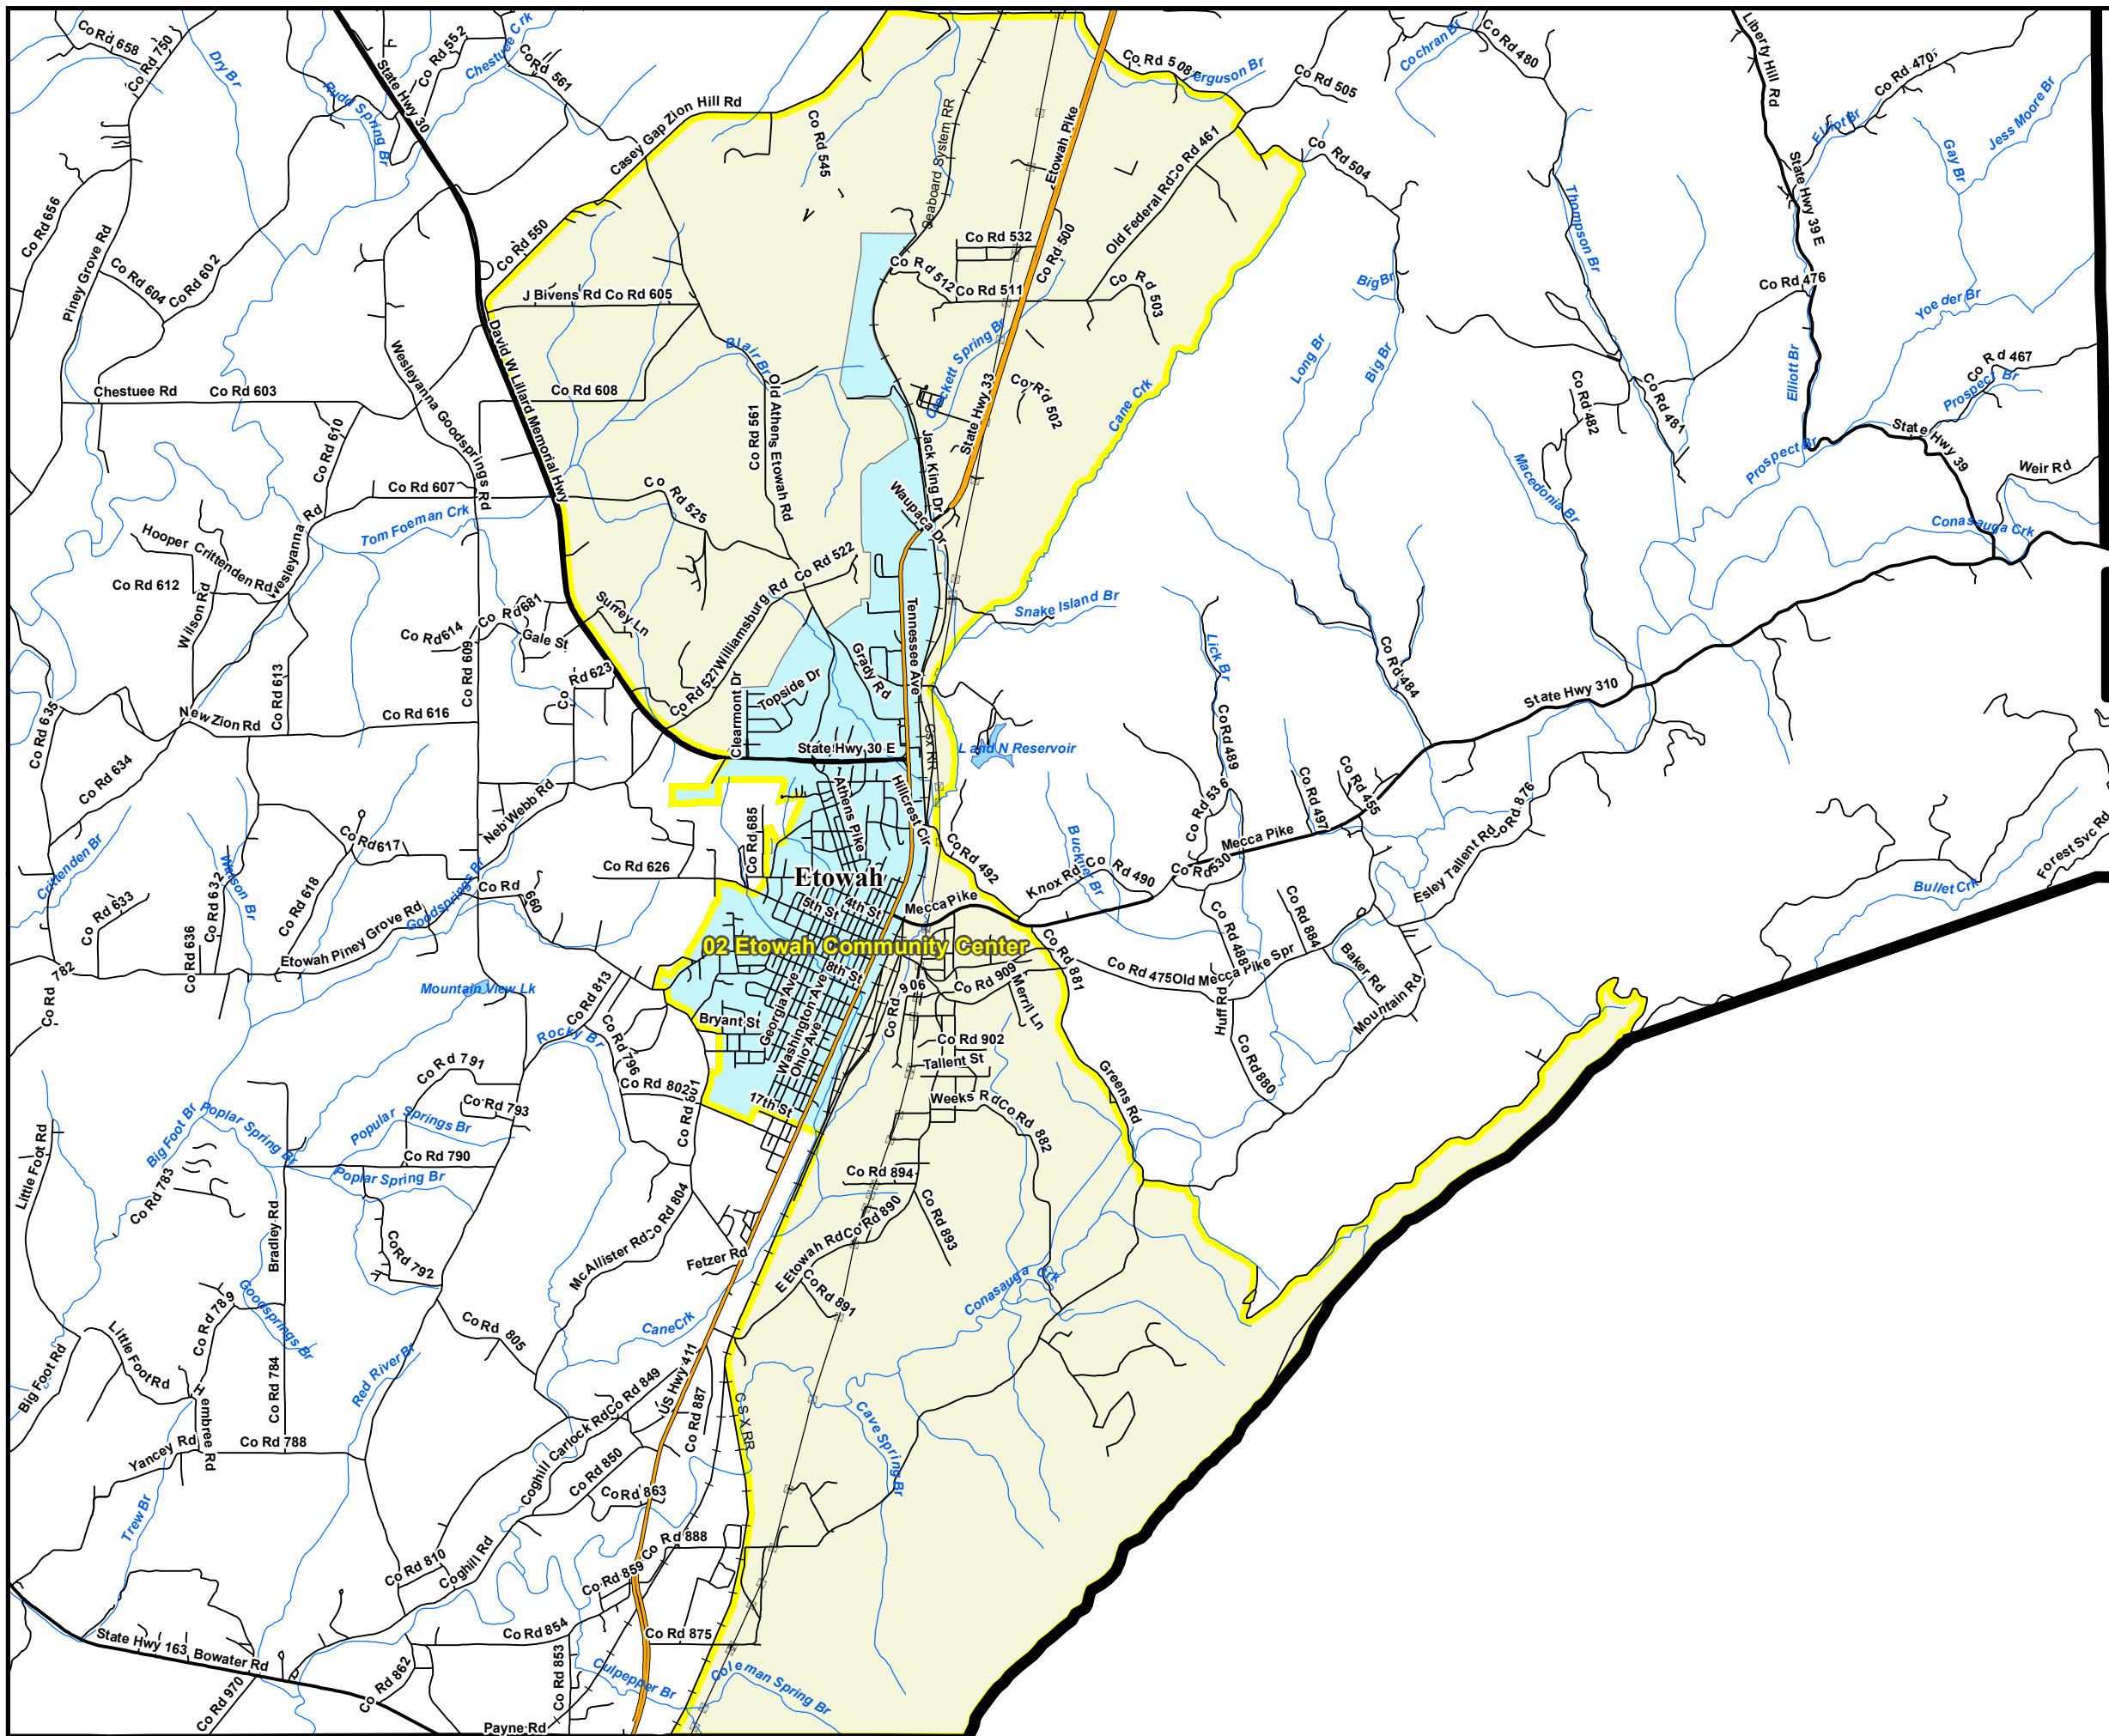 Co Rd 658
Co Rd 750
Dry Br
Rudd Spring Br
State Hwy 30
Co Rd 552
Chestuee Crk
Co Rd 561
Casey Gap Zion Hill Rd
Co Rd 545
Seaboard System RR
Etowah Pike
Co Rd 508
Ferguson Br
Co Rd 505
Cochran Br
Co Rd 480
Liberty Hill Rd
Co Rd 470
Elliot Br
Jess Moore Br
Gay Br
Co Rd 461
Old Federal Rd
Co Rd 504
Thompson Br
State Hwy 39 E
Co Rd 656
Piney Grove Rd
Co Rd 604
Co Rd 602
Co Rd 550
J Bivens Rd Co Rd 605
Co Rd 532
Co Rd 500
Co Rd 512
Co Rd 511
Co Rd 503
Big Br
Co Rd 476
Yoe der Br
David W Lillard Memorial Hwy
Wesleyanna Goodsprings Rd
Blair Br
Crockett Spring Br
Long Br
Big Br
Elliott Br
Co Rd 467
Prospect Br
Chestuee Rd
Co Rd 603
Co Rd 608
Co Rd 561
Old Athens Etowah Rd
Co Rd 502
Cane Crk
State Hwy 33
Jack King Dr
Co Rd 482
Co Rd 481
State Hwy 39
Prospect Br
Weir Rd
Co Rd 610
Co Rd 607
Co Rd 525
Waupaca Dr
Macedonia Br
Conasauga Crk
Tom Foeman Crk
Wesleyanna Rd
Hooper Crittenden Rd
Co Rd 612
Wilson Rd
Co Rd 522
Williamsburg Rd
Co Rd 527
Surrey Ln
Co Rd 681
Co Rd 614
Gale St
Co Rd 609
Co Rd 623
Co Rd 613
Snake Island Br
Tennessee Ave
Grady Rd
Topside Dr
Clearmont Dr
Lick Br
Co Rd 484
State Hwy 310
Co Rd 635
New Zion Rd
Co Rd 616
Co Rd 634
State Hwy 30 E
Csx RR
L and N Reservoir
Co Rd 489
Co Rd 536
Co Rd 497
Co Rd 455
Mecca Pike
Co Rd 876
Esley Tallent Rd
Athens Pike
Hillcrest Cir
Neb Webb Rd
Co Rd 685
Co Rd 617
Crittenden Br
Watson Br
Co Rd 626
Co Rd 492
Buckner Br
Knox Rd
Co Rd 490
Co Rd 530
Forest Svc Rd
Bullet Crk
Etowah
5th St
4th St
Mecca Pike
Co Rd 633
Co Rd 632
Co Rd 618
Goodsprings Br
Co Rd 660
Etowah Piney Grove Rd
Co Rd 636
Co Rd 782
02 Etowah Community Center
8th St
Co Rd 881
Co Rd 488
Co Rd 884
Co Rd 475
Old Mecca Pike Spr
Baker Rd
Mountain Rd
Huff Rd
Co Rd 880
Mountain View Lk
Co Rd 813
Rocky Br
Co Rd 796
Bryant St
Georgia Ave
Washington Ave
Ohio Ave
Co Rd 906
Co Rd 909
Merril Ln
Co Rd 902
Tallent St
Weeks Rd
Co Rd 882
Greens Rd
Co Rd 791
Co Rd 793
Co Rd 802
Co Rd 801
17th St
Big Foot Br
Poplar Spring Br
Popular Springs Br
Co Rd 790
Poplar Spring Br
Little Foot Rd
Co Rd 783
Bradley Rd
Co Rd 792
McAllister Rd
Co Rd 804
Fetzer Rd
Co Rd 894
Co Rd 890
E Etowah Rd
Co Rd 893
Co Rd 891
Conasauga Crk
Goodsprings Br
Co Rd 789
Little Foot Rd
Big Foot Rd
Co Rd 784
Red River Br
Co Rd 805
Cane Crk
US Hwy 411
Co Rd 849
Coghill Carlock Rd
Co Rd 887
C S X RR
Cave Spring Br
Hembree Rd
Yancey Rd
Co Rd 788
Co Rd 850
Co Rd 863
Trew Br
Co Rd 810
Coghill Rd
Co Rd 888
Co Rd 859
State Hwy 163
Bowater Rd
Co Rd 970
Co Rd 862
Co Rd 854
Co Rd 853
Co Rd 875
Culpepper Br
Coleman Spring Br
Payne Rd